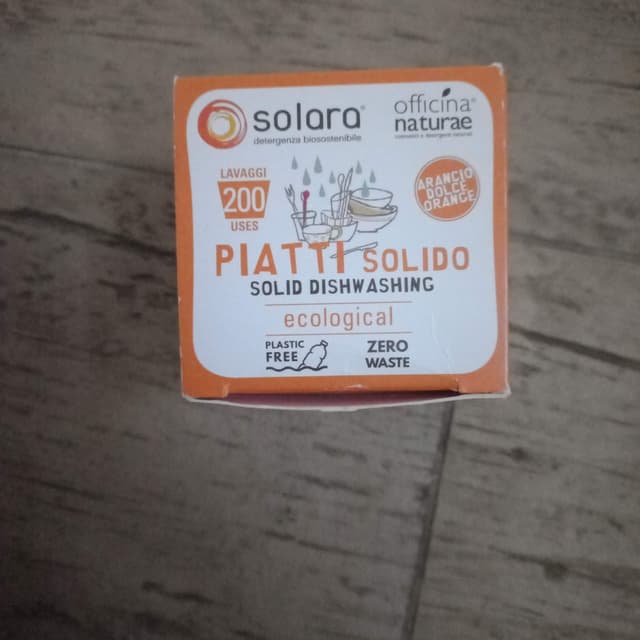 solara®
detergenza biosostenibile
officina®
naturae
LAVAGGI
200
USES
ARANCIO
DOLCE
ORANGE
PIATTI SOLIDO
SOLID DISHWASHING
ecological
PLASTIC
FREE
ZERO
WASTE